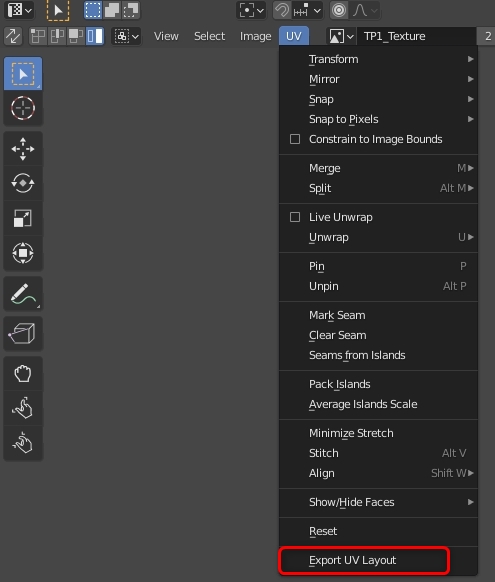 View Select Image UV TP1_Texture 2
Transform
Mirror
Snap
Snap to Pixels
Constrain to Image Bounds
Merge M
Split Alt M
Live Unwrap
Unwrap U
Pin P
Unpin Alt P
Mark Seam
Clear Seam
Seams from Islands
Pack Islands
Average Islands Scale
Minimize Stretch
Stitch Alt V
Align Shift W
Show/Hide Faces
Reset
Export UV Layout